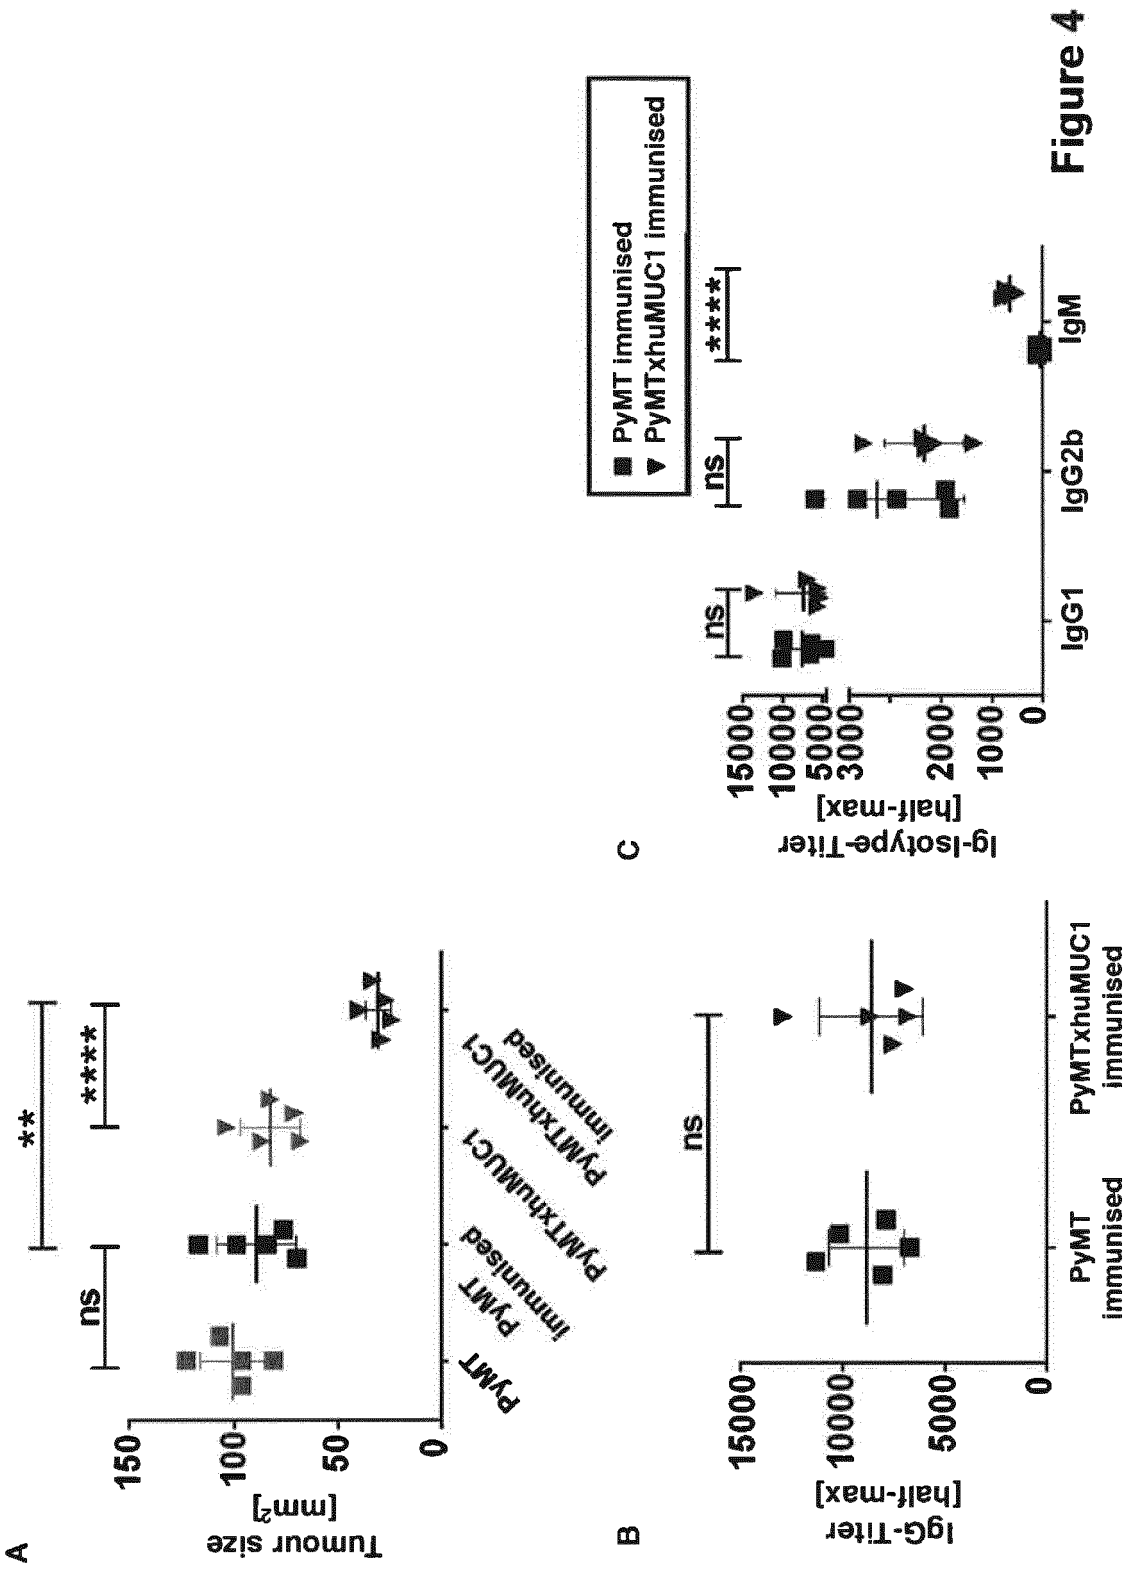 A
Tumour size
[mm²]
150
100
50
0
ns
**
****
PyMT
PyMT
immunised
PyMTxhuMUC1
PyMTxhuMUC1
immunised
B
IgG-Titer
[half-max]
15000
10000
5000
0
ns
PyMT
immunised
PyMTxhuMUC1
immunised
C
Ig-Isotype-Titer
[half-max]
15000
10000
5000
3000
2000
1000
0
ns
ns
****
IgG1
IgG2b
IgM
PyMT immunised
PyMTxhuMUC1 immunised
Figure 4